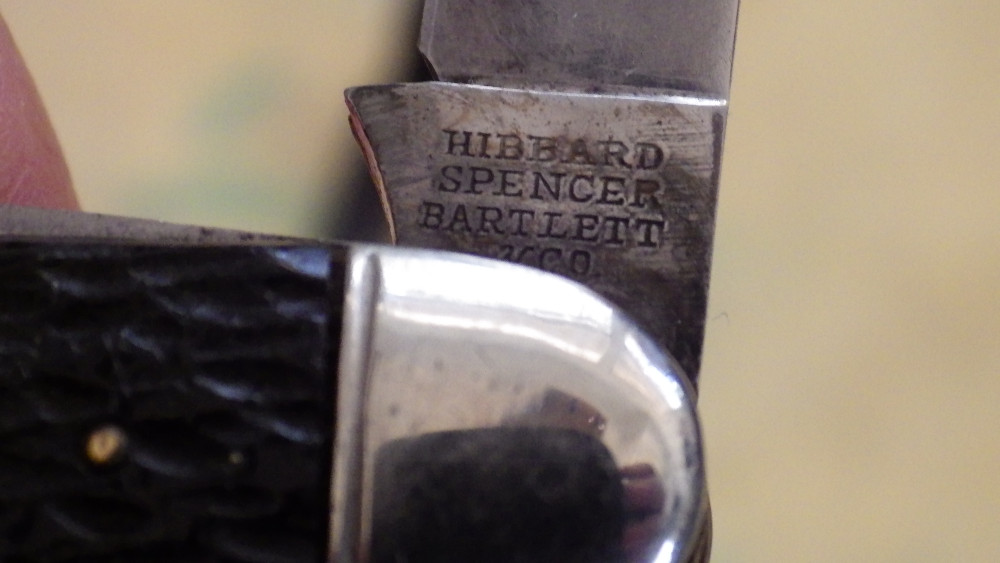 HIBBARD
SPENCER
BARTLETT
& CO.